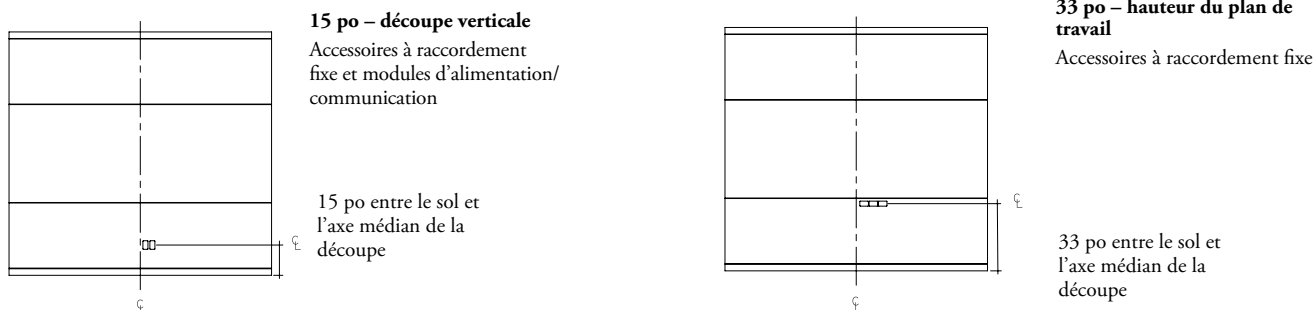 15 po – découpe verticale
Accessoires à raccordement
fixe et modules d'alimentation/
communication
15 po entre le sol et
l'axe médian de la
découpe
℄
℄
33 po – hauteur du plan de
travail
Accessoires à raccordement fixe
33 po entre le sol et
l'axe médian de la
découpe
℄
℄